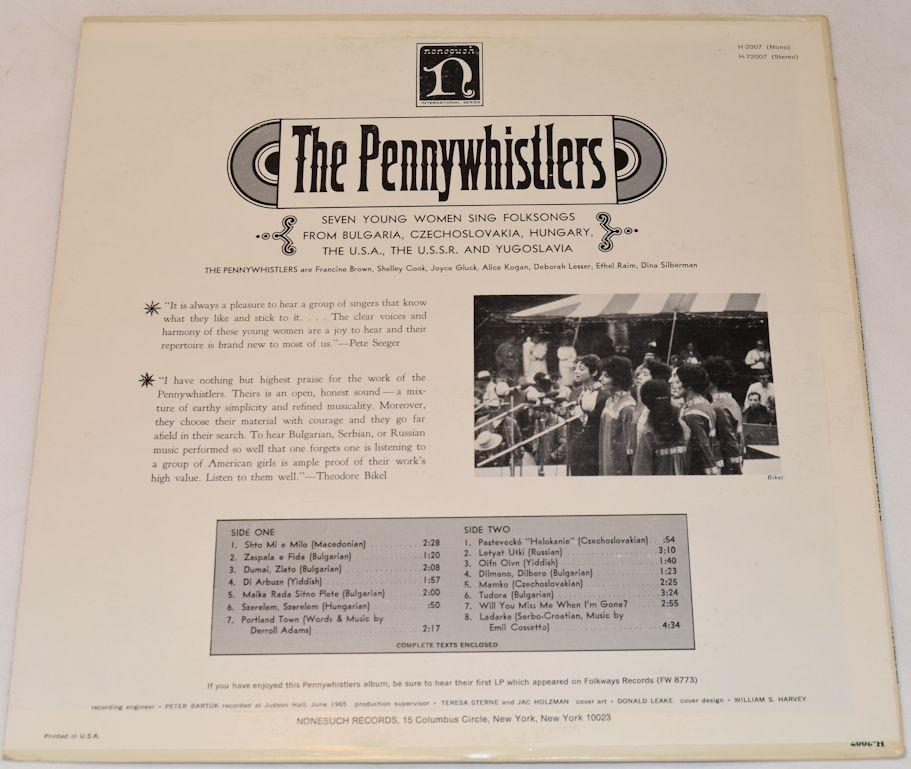 H-2007 (Mono)
H-72007 (Stereo)
nonesuch
n
INTERNATIONAL SERIES
The Pennywhistlers
SEVEN YOUNG WOMEN SING FOLKSONGS
FROM BULGARIA, CZECHOSLOVAKIA, HUNGARY,
THE U.S.A., THE U.S.S.R. AND YUGOSLAVIA
THE PENNYWHISTLERS are Francine Brown, Shelley Cook, Joyce Gluck, Alice Kogan, Deborah Lesser, Ethel Raim, Dina Silberman
"It is always a pleasure to hear a group of singers that know
what they like and stick to it. . . . The clear voices and
harmony of these young women are a joy to hear and their
repertoire is brand new to most of us."—Pete Seeger
"I have nothing but highest praise for the work of the
Pennywhistlers. Theirs is an open, honest sound — a mix-
ture of earthy simplicity and refined musicality. Moreover,
they choose their material with courage and they go far
afield in their search. To hear Bulgarian, Serbian, or Russian
music performed so well that one forgets one is listening to
a group of American girls is ample proof of their work's
high value. Listen to them well."—Theodore Bikel
Bikel
SIDE ONE
1. Shto Mi e Milo (Macedonian) 2:28
2. Zaspala e Fida (Bulgarian) 1:20
3. Dumai, Zlato (Bulgarian) 2:08
4. Di Arbuzn (Yiddish) 1:57
5. Maika Rada Sitno Plete (Bulgarian) 2:00
6. Szerelem, Szerelem (Hungarian) :50
7. Portland Town (Words & Music by
Derroll Adams) 2:17
SIDE TWO
1. Pastevecké "Helokanie" (Czechoslovakian) :54
2. Letyat Utki (Russian) 3:10
3. Oifn Oivn (Yiddish) 1:40
4. Dilmano, Dilbero (Bulgarian) 1:23
5. Mamko (Czechoslovakian) 2:25
6. Tudora (Bulgarian) 3:24
7. Will You Miss Me When I'm Gone? 2:55
8. Ladarke (Serbo-Croatian, Music by
Emil Cossetto) 4:34
COMPLETE TEXTS ENCLOSED
If you have enjoyed this Pennywhistlers album, be sure to hear their first LP which appeared on Folkways Records (FW 8773)
recording engineer • PETER BARTOK recorded at Judson Hall, June 1965 production supervisor • TERESA STERNE and JAC HOLZMAN cover art • DONALD LEAKE cover design • WILLIAM S. HARVEY
NONESUCH RECORDS, 15 Columbus Circle, New York, New York 10023
Printed in U.S.A.
H-2007